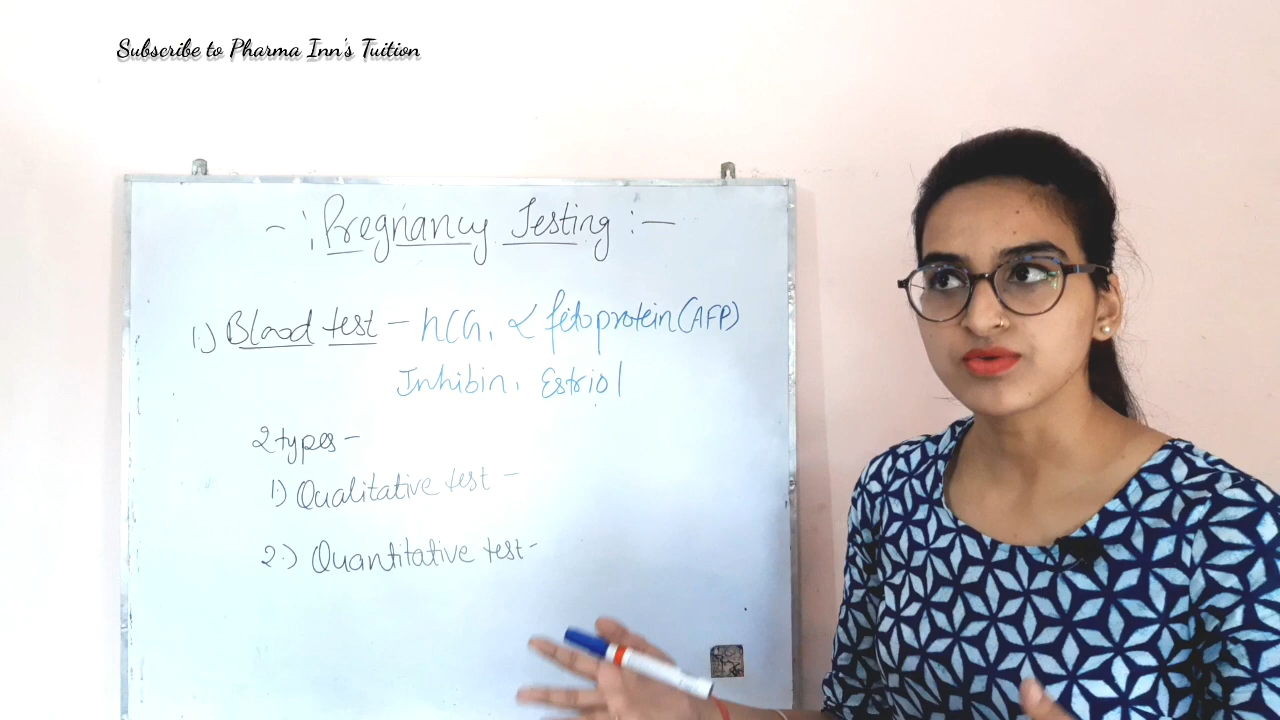 Subscribe to Pharma Inn's Tuition
-: Pregnancy Testing :-
1.) Blood test - hCG, α fetoprotein (AFP)
Inhibin, Estriol
2 types -
1.) Qualitative test -
2.) Quantitative test -